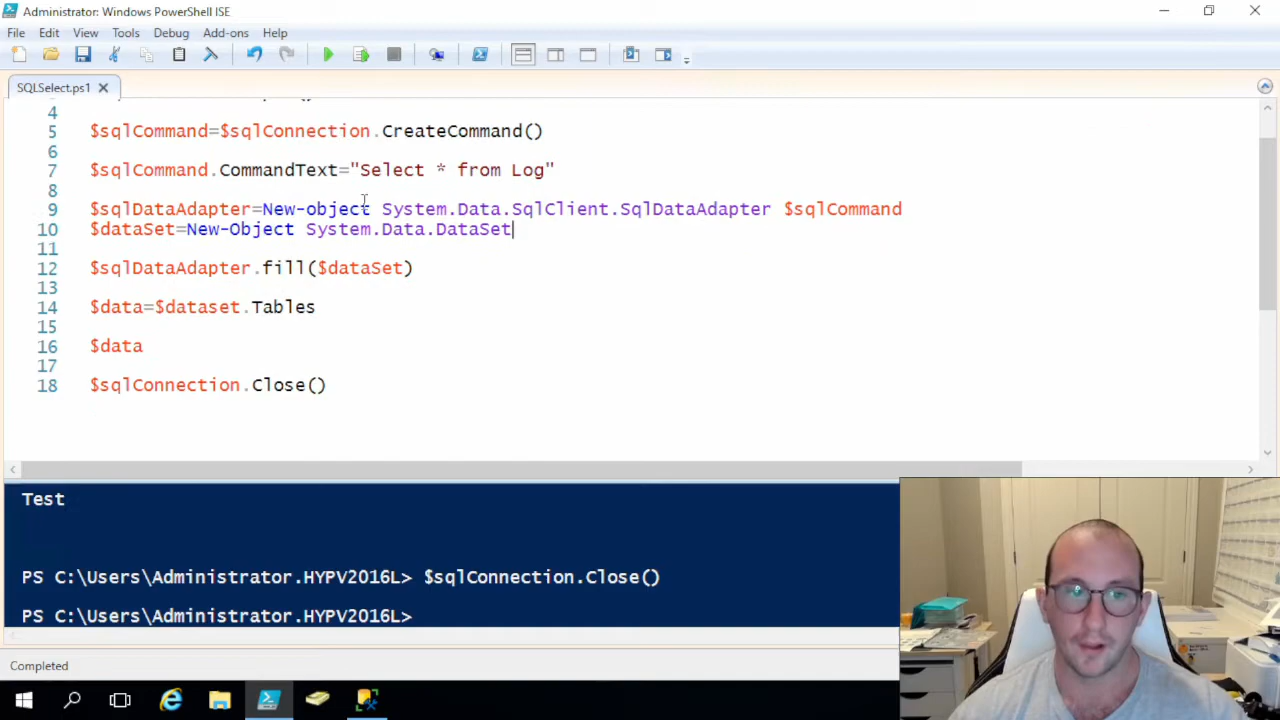 Administrator: Windows PowerShell ISE
File Edit View Tools Debug Add-ons Help
SQLSelect.ps1
4
5 $sqlCommand=$sqlConnection.CreateCommand()
6
7 $sqlCommand.CommandText="Select * from Log"
8
9 $sqlDataAdapter=New-object System.Data.SqlClient.SqlDataAdapter $sqlCommand
10 $dataSet=New-Object System.Data.DataSet
11
12 $sqlDataAdapter.fill($dataSet)
13
14 $data=$dataset.Tables
15
16 $data
17
18 $sqlConnection.Close()
Test
PS C:\Users\Administrator.HYPV2016L> $sqlConnection.Close()
PS C:\Users\Administrator.HYPV2016L>
Completed